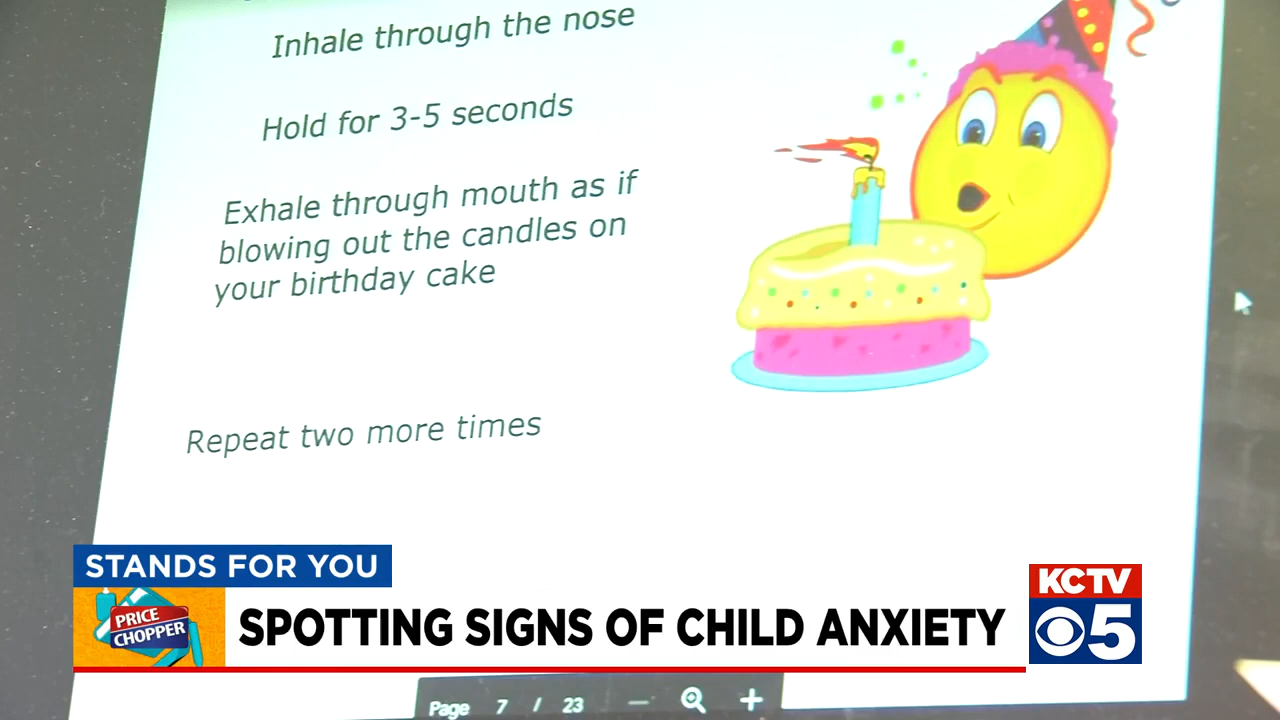 Inhale through the nose
Hold for 3-5 seconds
Exhale through mouth as if
blowing out the candles on
your birthday cake
Repeat two more times
STANDS FOR YOU
PRICE
CHOPPER
SPOTTING SIGNS OF CHILD ANXIETY
KCTV
5
Page 7 / 23